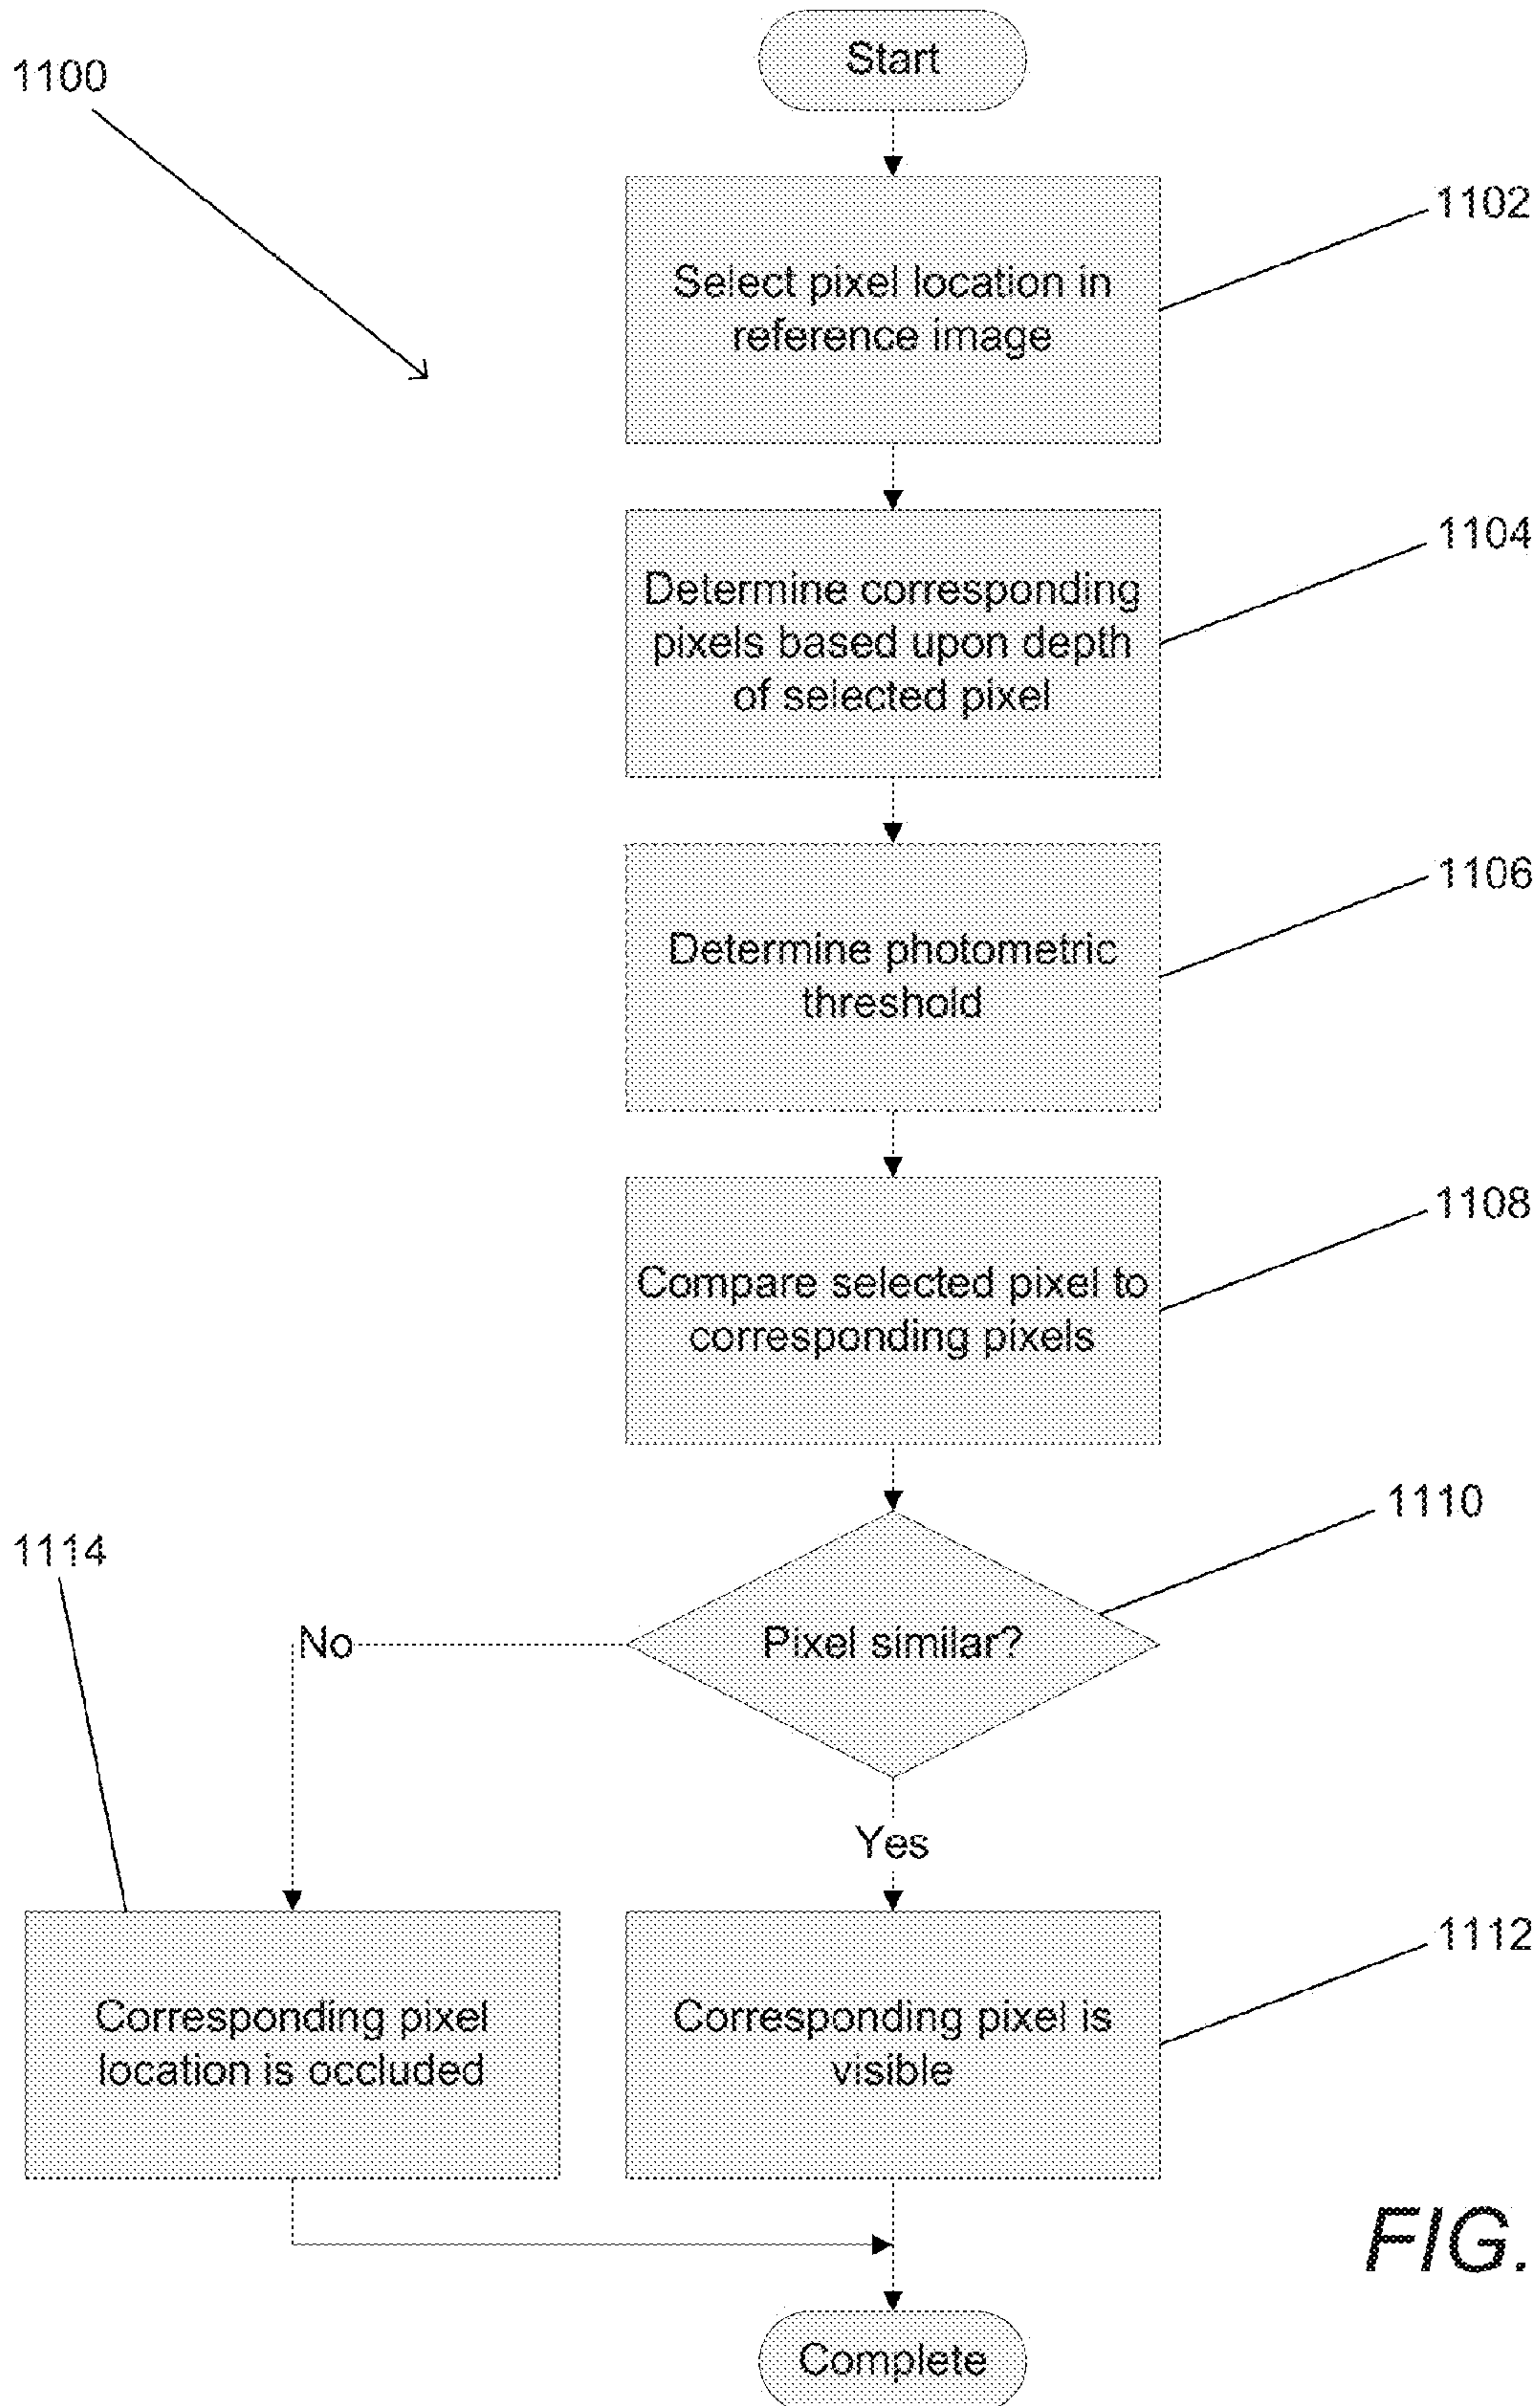 Start
1100
1102
Select pixel location in
reference image
1104
Determine corresponding
pixels based upon depth
of selected pixel
1106
Determine photometric
threshold
1108
Compare selected pixel to
corresponding pixels
1110
1114
No
Pixel similar?
Yes
1112
Corresponding pixel
location is occluded
Corresponding pixel is
visible
FIG.
Complete